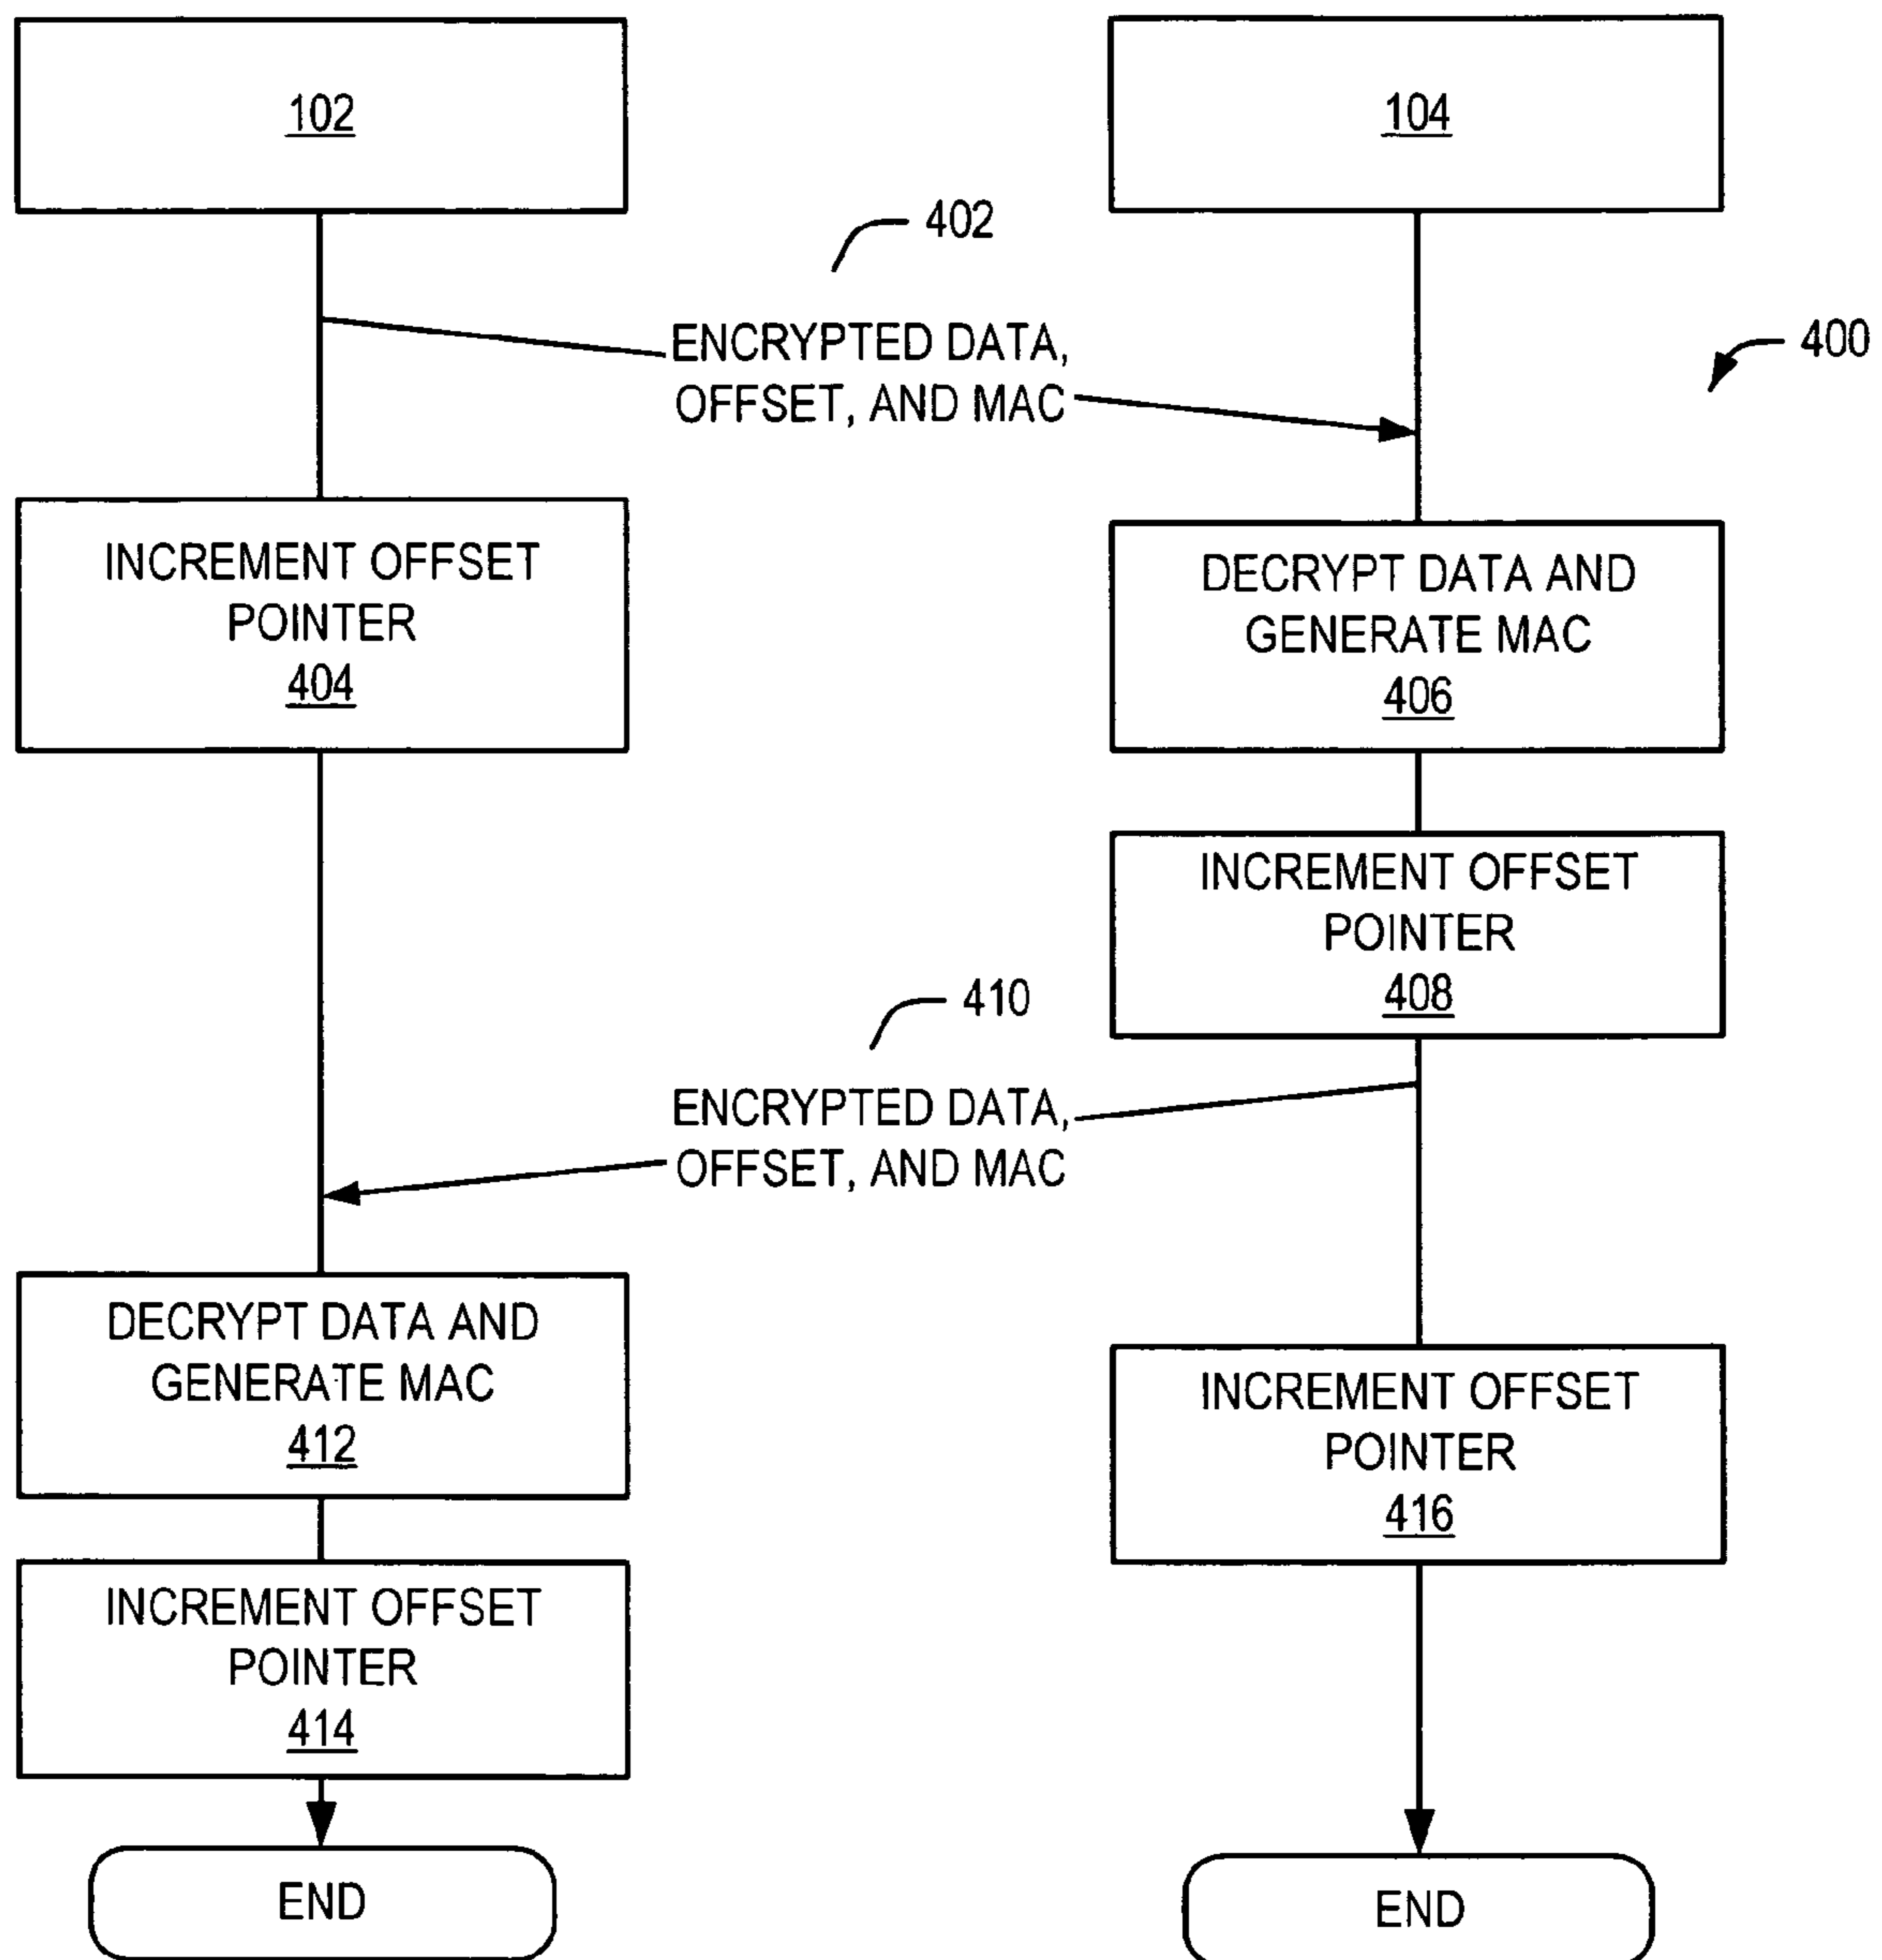 102
104
402
ENCRYPTED DATA,
OFFSET, AND MAC
400
INCREMENT OFFSET
POINTER
404
DECRYPT DATA AND
GENERATE MAC
406
INCREMENT OFFSET
POINTER
408
410
ENCRYPTED DATA,
OFFSET, AND MAC
DECRYPT DATA AND
GENERATE MAC
412
INCREMENT OFFSET
POINTER
416
INCREMENT OFFSET
POINTER
414
END
END